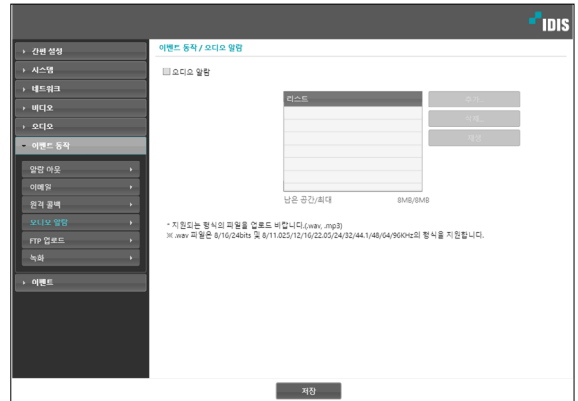 IDIS
간편 설정
시스템
네트워크
비디오
오디오
이벤트 동작
알람 아웃
이메일
원격 콜백
오디오 알람
FTP 업로드
녹화
이벤트
이벤트 동작 / 오디오 알람
오디오 알람
리스트
추가..
삭제..
재생
남은 공간/최대 8MB/8MB
* 지원되는 형식의 파일을 업로드 바랍니다.(.wav, .mp3)
※ .wav 파일은 8/16/24bits 및 8/11.025/12/16/22.05/24/32/44.1/48/64/96KHz의 형식을 지원합니다.
저장